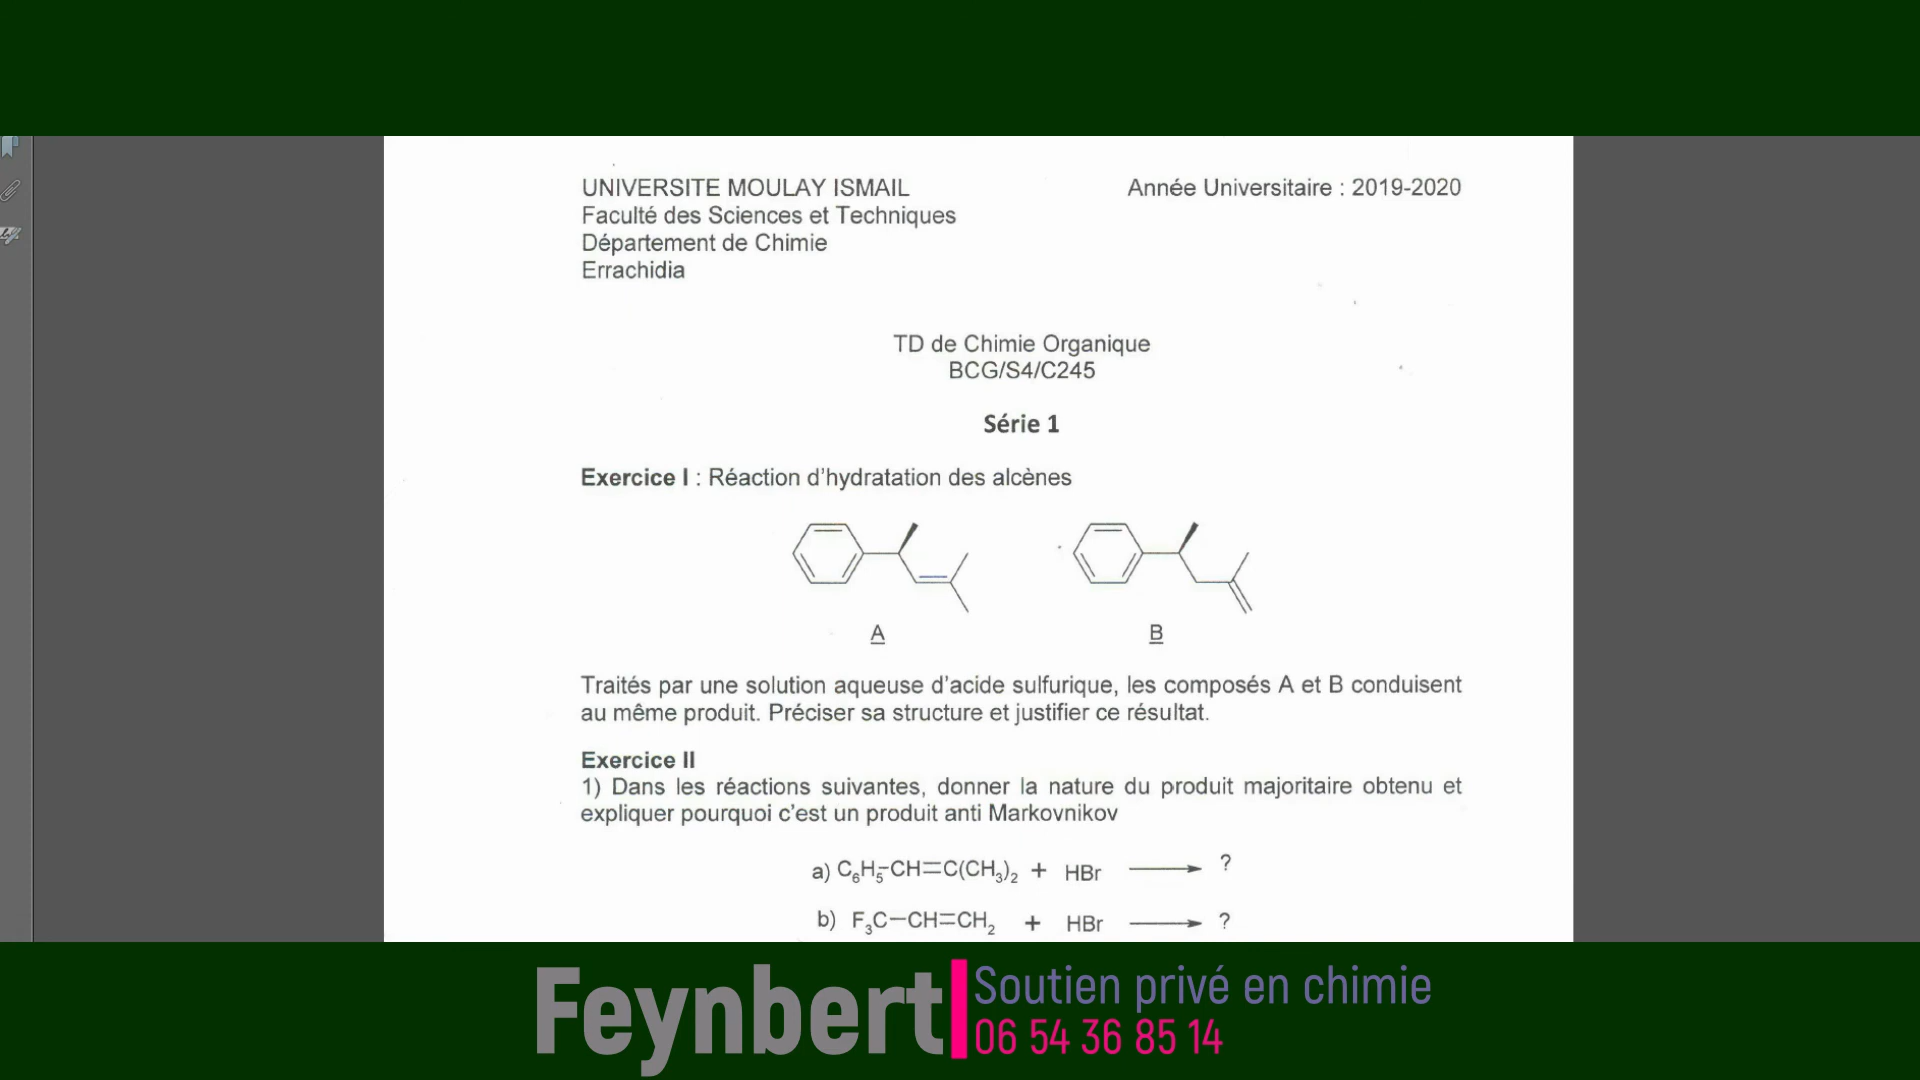 UNIVERSITE MOULAY ISMAIL
Année Universitaire : 2019-2020
Faculté des Sciences et Techniques
Département de Chimie
Errachidia
TD de Chimie Organique
BCG/S4/C245
Série 1
Exercice I : Réaction d'hydratation des alcènes
A
B
Traités par une solution aqueuse d'acide sulfurique, les composés A et B conduisent
au même produit. Préciser sa structure et justifier ce résultat.
Exercice II
1) Dans les réactions suivantes, donner la nature du produit majoritaire obtenu et
expliquer pourquoi c'est un produit anti Markovnikov
a) C₆H₅-CH=C(CH₃)₂ + HBr ⟶ ?
b) F₃C-CH=CH₂ + HBr ⟶ ?
Feynbert
Soutien privé en chimie
06 54 36 85 14